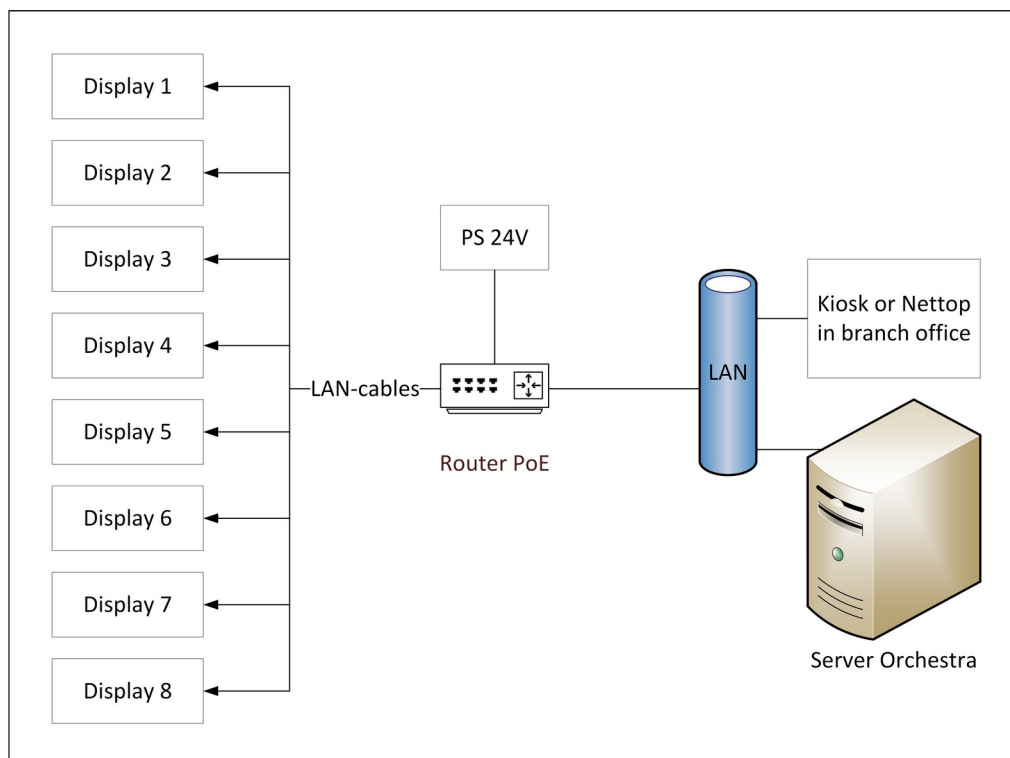 Display 1
Display 2
Display 3
Display 4
Display 5
Display 6
Display 7
Display 8
LAN-cables
PS 24V
Router PoE
LAN
Kiosk or Nettop
in branch office
Server Orchestra